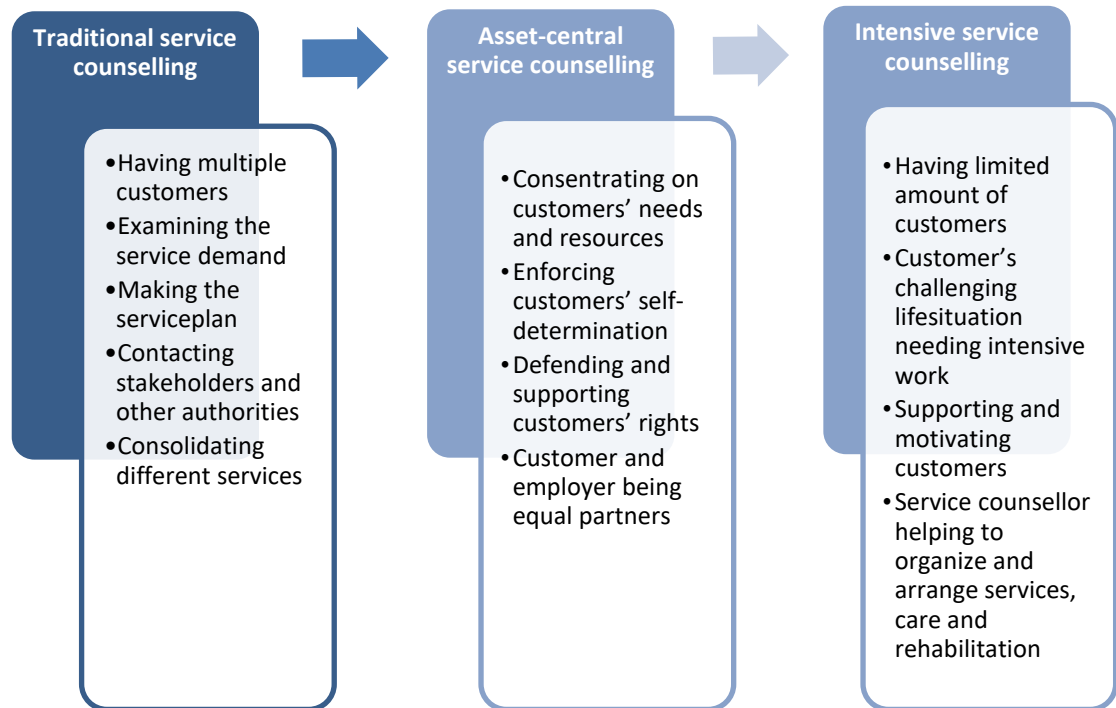 Traditional service
counselling
•Having multiple
customers
•Examining the
service demand
•Making the
serviceplan
•Contacting
stakeholders and
other authorities
•Consolidating
different services
Asset-central
service counselling
•Consentrating on
customers’ needs
and resources
•Enforcing
customers’ self-
determination
•Defending and
supporting
customers’ rights
•Customer and
employer being
equal partners
Intensive service
counselling
•Having limited
amount of
customers
•Customer’s
challenging
lifesituation
needing intensive
work
•Supporting and
motivating
customers
•Service counsellor
helping to
organize and
arrange services,
care and
rehabilitation